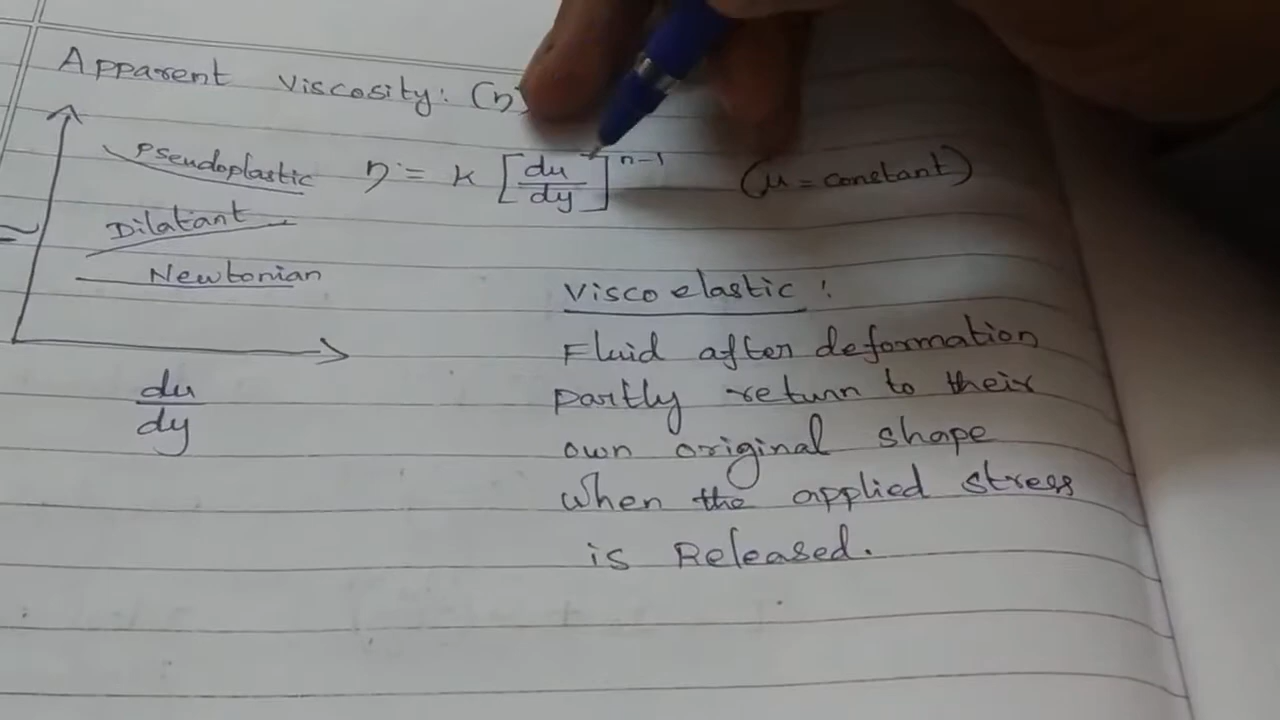 Apparent Viscosity: (η)
Pseudoplastic η = k [du/dy]^n-1 (μ = constant)
Dilatant
Newtonian
du/dy
Visco elastic :
Fluid after deformation
partly return to their
own original shape
when the applied stress
is Released.